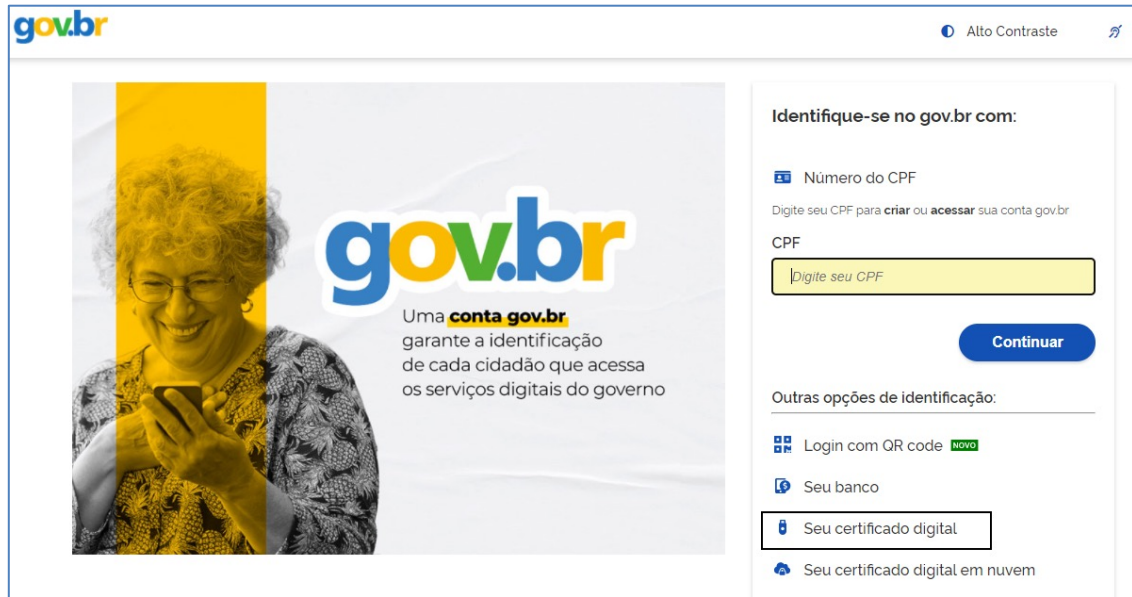 gov.br
Alto Contraste
gov.br
Uma conta gov.br
garante a identificação
de cada cidadão que acessa
os serviços digitais do governo
Identifique-se no gov.br com:
Número do CPF
Digite seu CPF para criar ou acessar sua conta gov.br
CPF
Digite seu CPF
Continuar
Outras opções de identificação:
Login com QR code NOVO
Seu banco
Seu certificado digital
Seu certificado digital em nuvem